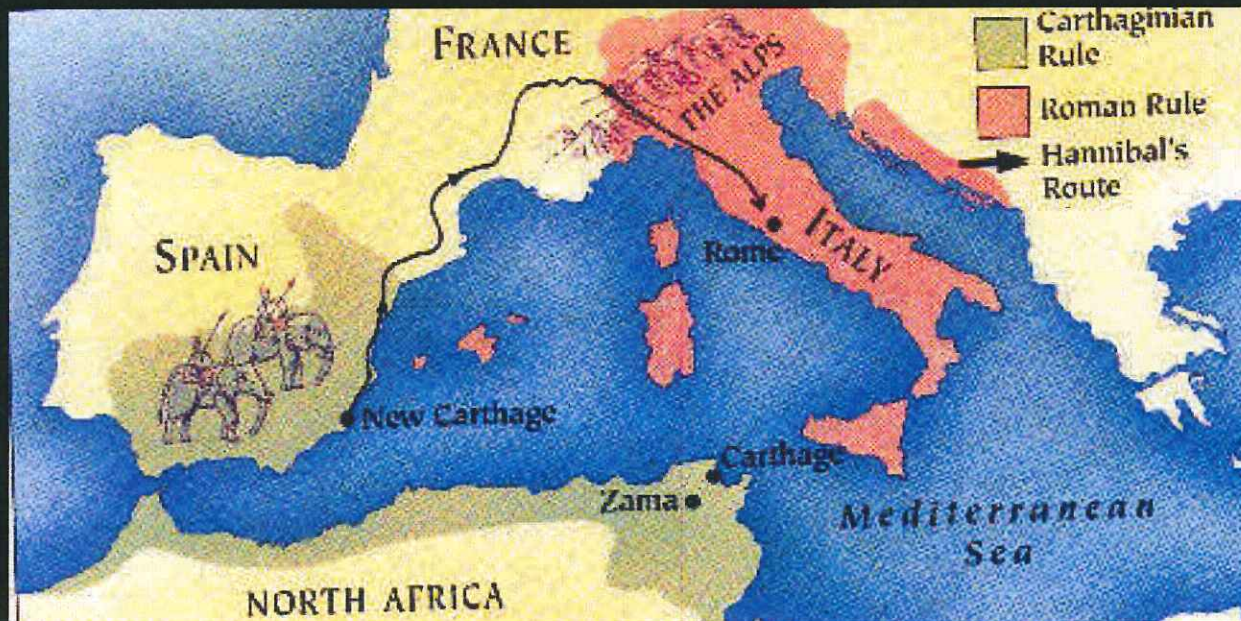 FRANCE
THE ALPS
Carthaginian
Rule
Roman Rule
Hannibal's
Route
SPAIN
Rome
ITALY
New Carthage
Carthage
Zama
Mediterranean
Sea
NORTH AFRICA